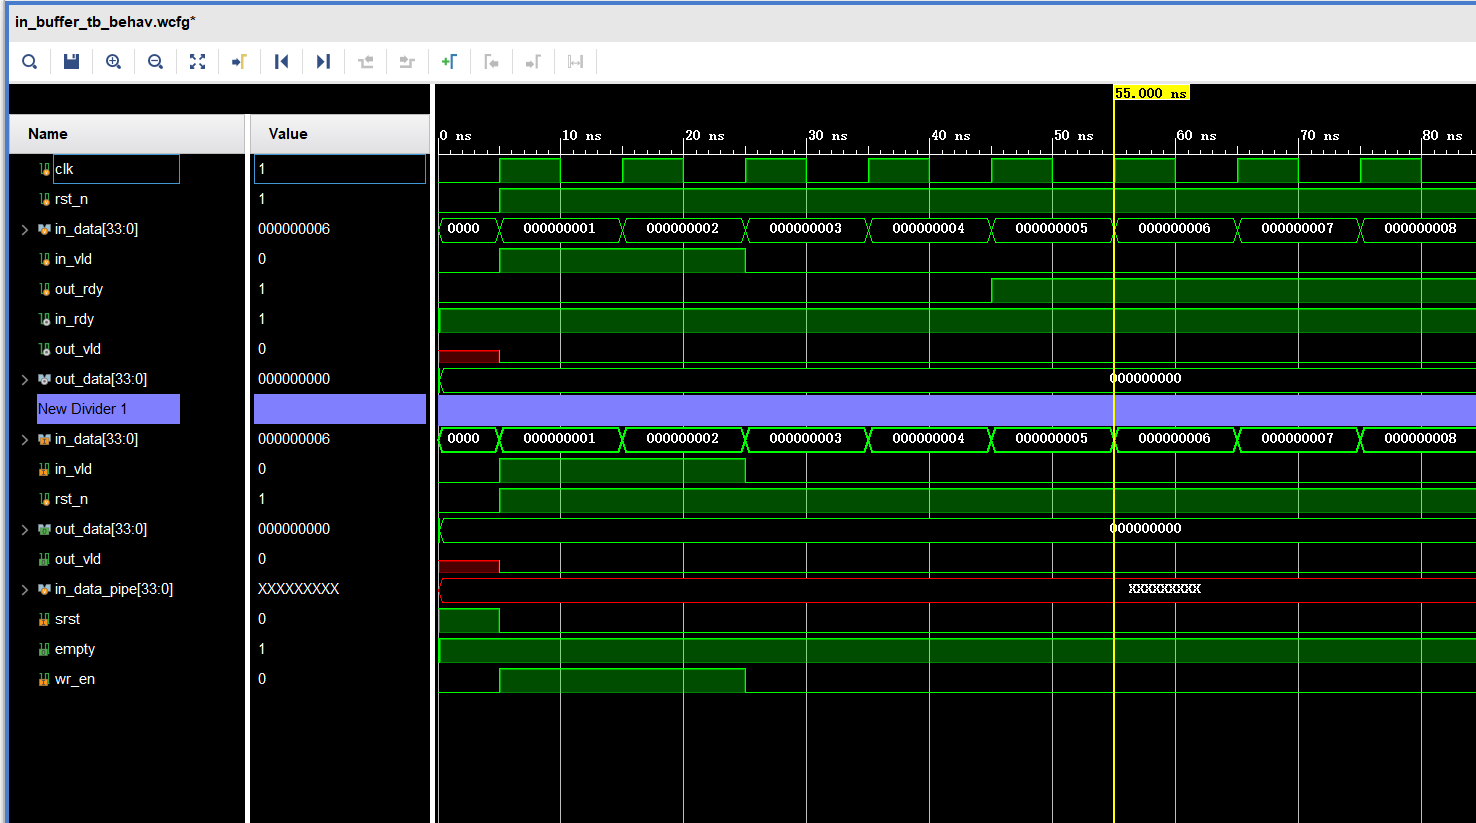 in_buffer_tb_behav.wcfg*
55.000 ns
Name Value 0 ns 10 ns 20 ns 30 ns 40 ns 50 ns 60 ns 70 ns 80 ns
clk 1
rst_n 1
in_data[33:0] 000000006 0000 000000001 000000002 000000003 000000004 000000005 000000006 000000007 000000008
in_vld 0
out_rdy 1
in_rdy 1
out_vld 0
out_data[33:0] 000000000 000000000
New Divider 1
in_data[33:0] 000000006 0000 000000001 000000002 000000003 000000004 000000005 000000006 000000007 000000008
in_vld 0
rst_n 1
out_data[33:0] 000000000 000000000
out_vld 0
in_data_pipe[33:0] XXXXXXXXX XXXXXXXXX
srst 0
empty 1
wr_en 0